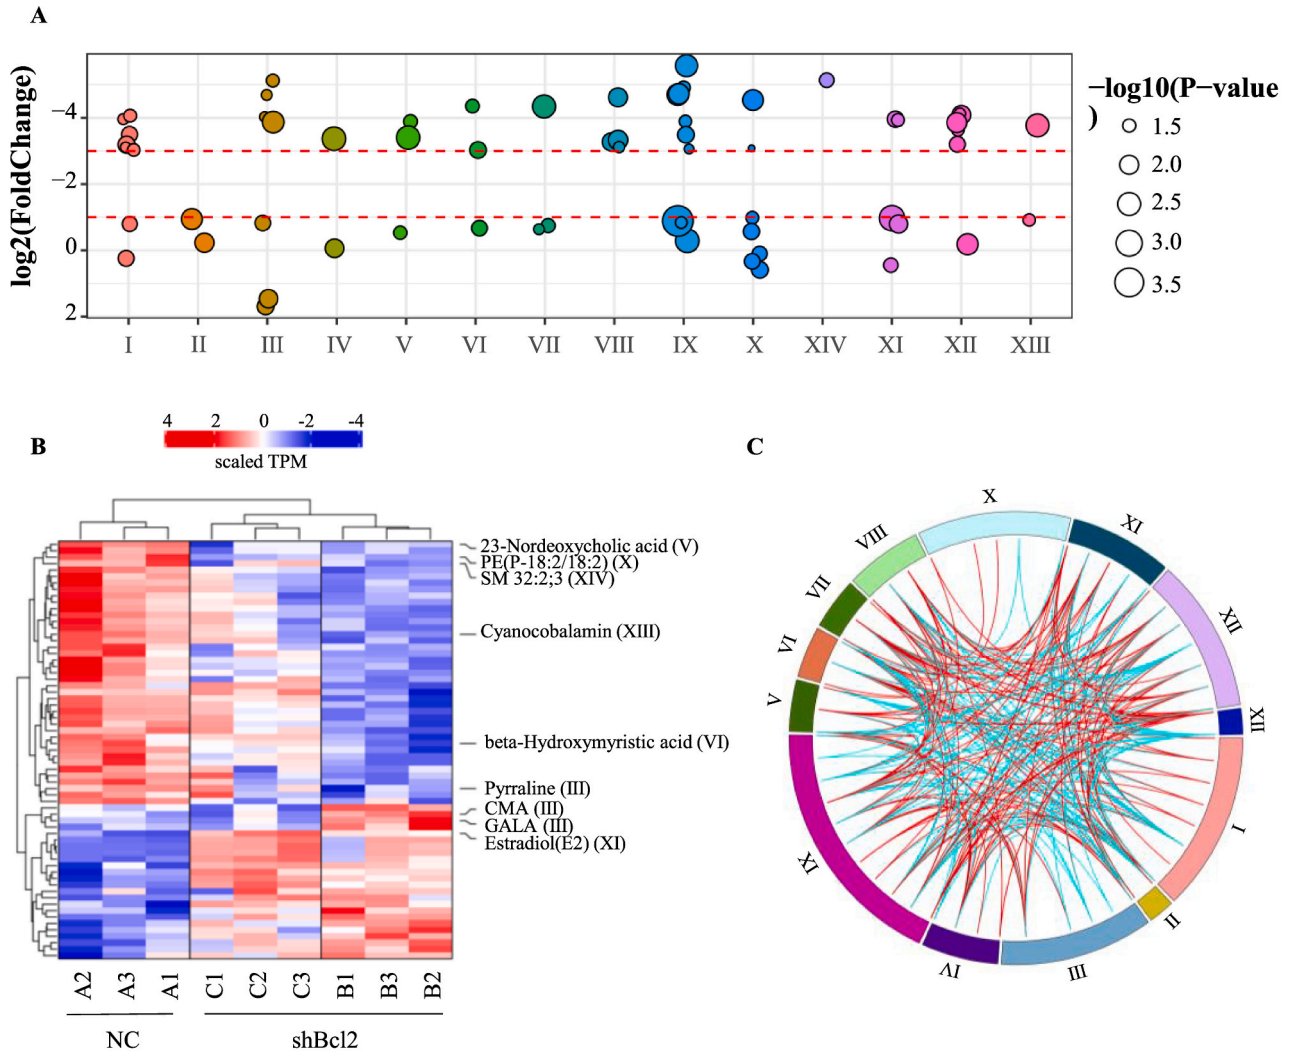 A
log2(FoldChange)
−4
−2
0
2
I II III IV V VI VII VIII IX X XIV XI XII XIII
−log10(P−value
)
1.5
2.0
2.5
3.0
3.5
B
4 2 0 -2 -4
scaled TPM
23-Nordeoxycholic acid (V)
PE(P-18:2/18:2) (X)
SM 32:2;3 (XIV)
Cyanocobalamin (XIII)
beta-Hydroxymyristic acid (VI)
Pyrraline (III)
CMA (III)
GALA (III)
Estradiol(E2) (XI)
A2 A3 A1 C1 C2 C3 B1 B3 B2
NC shBcl2
C
X
XI
XII
XII
I
II
III
IV
IX
V
VI
VII
VIII